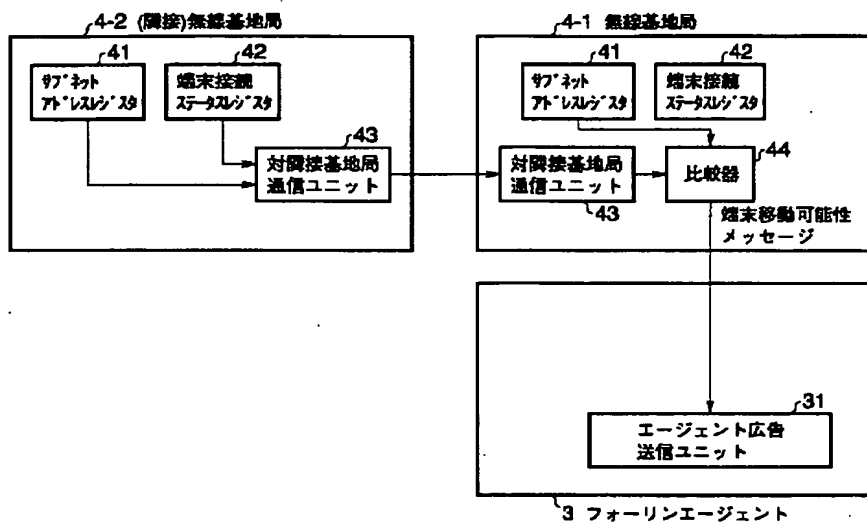 4-2 (隣接)無線基地局
41
42
サブネット
アドレスレジスタ
端末接続
ステータスレジスタ
43
対隣接基地局
通信ユニット
4-1 無線基地局
41
42
サブネット
アドレスレジスタ
端末接続
ステータスレジスタ
対隣接基地局
通信ユニット
43
44
比較器
端末移動可能性
メッセージ
31
エージェント広告
送信ユニット
3 フォーリンエージェント